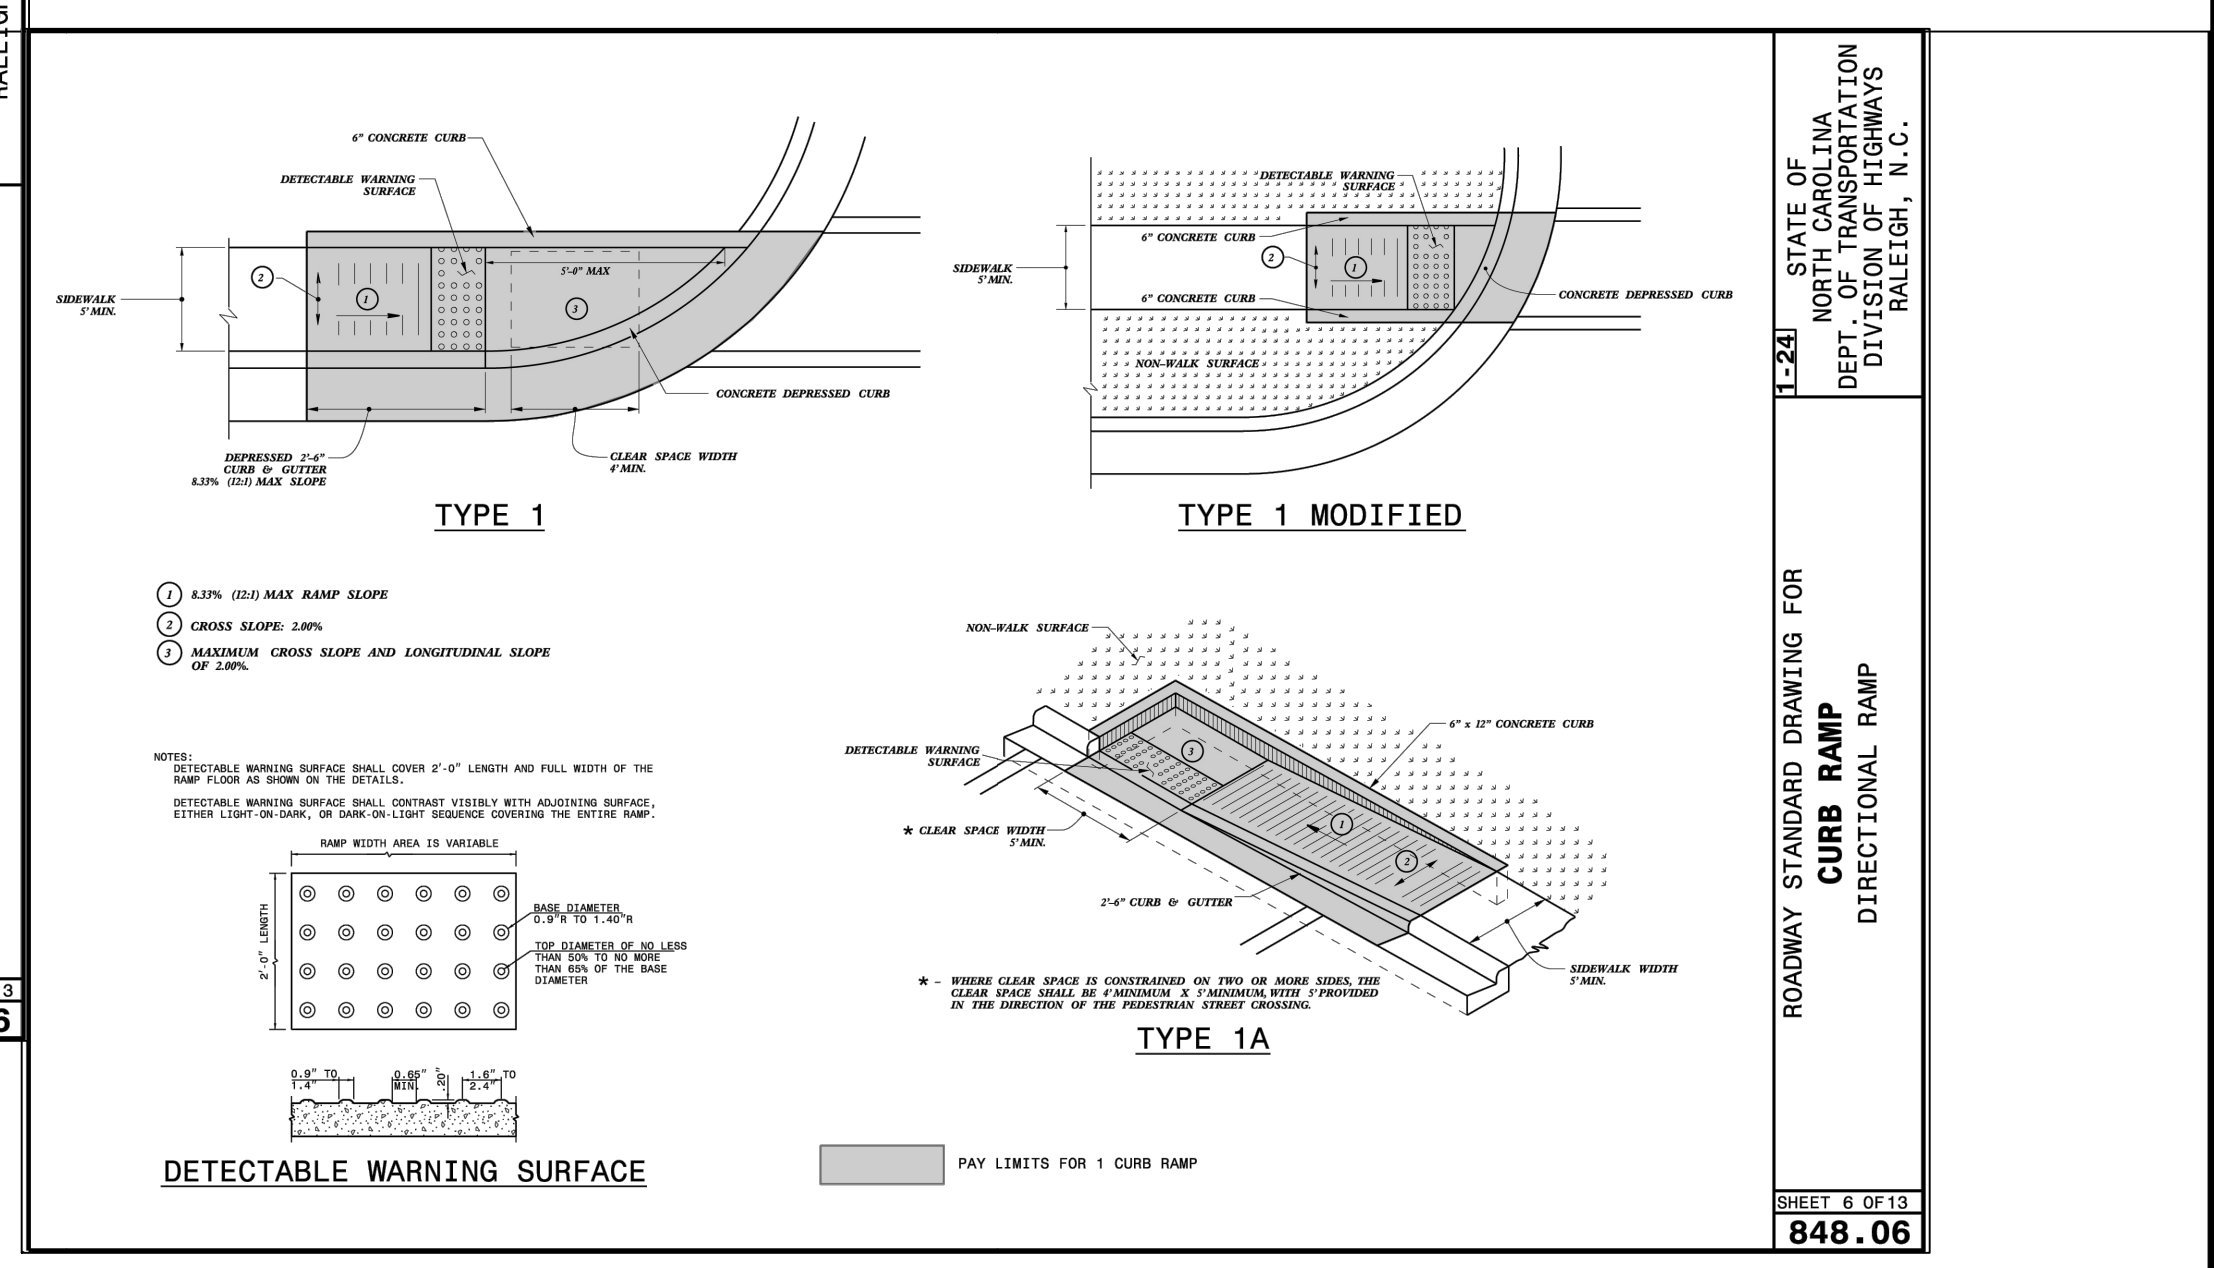 6" CONCRETE CURB
DETECTABLE WARNING
SURFACE
2
1
5'-0" MAX
3
SIDEWALK
5' MIN.
CONCRETE DEPRESSED CURB
DEPRESSED 2'-6"
CURB & GUTTER
8.33% (12:1) MAX SLOPE
CLEAR SPACE WIDTH
4' MIN.
TYPE 1
DETECTABLE WARNING
SURFACE
6" CONCRETE CURB
2
1
SIDEWALK
5' MIN.
6" CONCRETE CURB
CONCRETE DEPRESSED CURB
NON-WALK SURFACE
TYPE 1 MODIFIED
1 8.33% (12:1) MAX RAMP SLOPE
2 CROSS SLOPE: 2.00%
3 MAXIMUM CROSS SLOPE AND LONGITUDINAL SLOPE
OF 2.00%.
NOTES:
DETECTABLE WARNING SURFACE SHALL COVER 2'-0" LENGTH AND FULL WIDTH OF THE
RAMP FLOOR AS SHOWN ON THE DETAILS.
DETECTABLE WARNING SURFACE SHALL CONTRAST VISIBLY WITH ADJOINING SURFACE,
EITHER LIGHT-ON-DARK, OR DARK-ON-LIGHT SEQUENCE COVERING THE ENTIRE RAMP.
RAMP WIDTH AREA IS VARIABLE
2'-0" LENGTH
BASE DIAMETER
0.9"R TO 1.40"R
TOP DIAMETER OF NO LESS
THAN 50% TO NO MORE
THAN 65% OF THE BASE
DIAMETER
0.9" TO
1.4"
0.65"
MIN.
.20"
1.6" TO
2.4"
DETECTABLE WARNING SURFACE
NON-WALK SURFACE
6" x 12" CONCRETE CURB
DETECTABLE WARNING
SURFACE
3
1
2
* CLEAR SPACE WIDTH
5' MIN.
2'-6" CURB & GUTTER
SIDEWALK WIDTH
5' MIN.
* - WHERE CLEAR SPACE IS CONSTRAINED ON TWO OR MORE SIDES, THE
CLEAR SPACE SHALL BE 4' MINIMUM X 5' MINIMUM, WITH 5' PROVIDED
IN THE DIRECTION OF THE PEDESTRIAN STREET CROSSING.
TYPE 1A
PAY LIMITS FOR 1 CURB RAMP
STATE OF
NORTH CAROLINA
DEPT. OF TRANSPORTATION
DIVISION OF HIGHWAYS
RALEIGH, N.C.
1-24
ROADWAY STANDARD DRAWING FOR
CURB RAMP
DIRECTIONAL RAMP
SHEET 6 OF 13
848.06
3